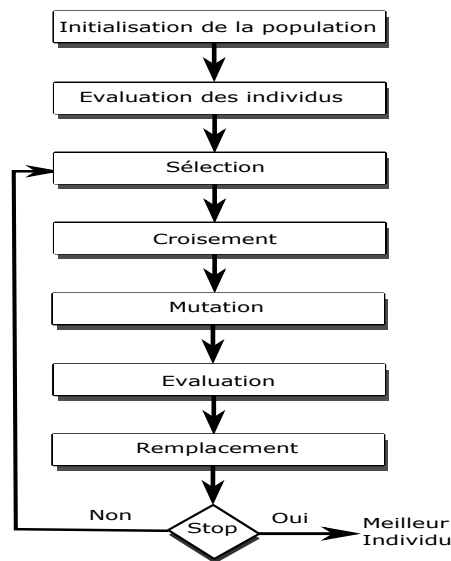 Initialisation de la population
Evaluation des individus
Sélection
Croisement
Mutation
Evaluation
Remplacement
Non
Stop
Oui
Meilleur
Individu